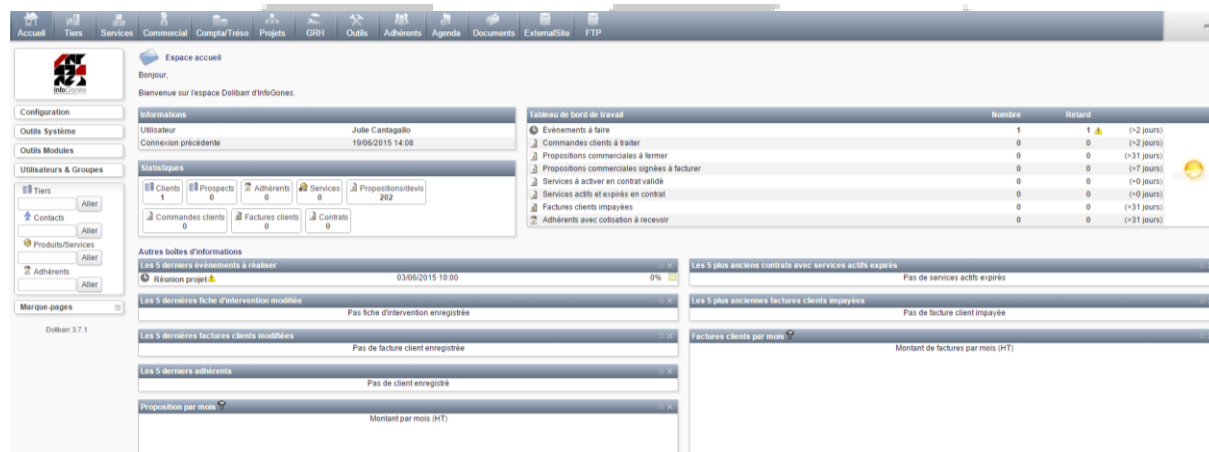 Accueil Tiers Services Commercial Compta/Tréso Projets GRH Outils Adhérents Agenda Documents ExternalSite FTP
infoGones
Espace accueil
Bonjour,
Bienvenue sur l'espace Dolibarr d'InfoGones.
Configuration
Outils Système
Outils Modules
Utilisateurs & Groupes
Tiers
Aller
Contacts
Aller
Produits/Services
Aller
Adhérents
Aller
Marque-pages
Dolibarr 3.7.1
Informations
Utilisateur Julie Cantagallo
Connexion précédente 19/06/2015 14:08
Statistiques
Clients Prospects Adhérents Services Propositions/devis
1 0 0 0 202
Commandes clients Factures clients Contrats
0 0 0
Tableau de bord de travail Nombre Retard
Evènements à faire 1 1 (>2 jours)
Commandes clients à traiter 0 0 (>2 jours)
Propositions commerciales à fermer 0 0 (>31 jours)
Propositions commerciales signées à facturer 0 0 (>7 jours)
Services à activer en contrat validé 0 0 (>0 jours)
Services actifs et expirés en contrat 0 0 (>0 jours)
Factures clients impayées 0 0 (>31 jours)
Adhérents avec cotisation à recevoir 0 0 (>31 jours)
Autres boîtes d'informations
Les 5 derniers évènements à réaliser
Réunion projet 03/06/2015 10:00 0%
Les 5 dernières fiche d'intervention modifiée
Pas fiche d'intervention enregistrée
Les 5 dernières factures clients modifiées
Pas de facture client enregistrée
Les 5 derniers adhérents
Pas de client enregistré
Proposition par mois
Montant par mois (HT)
Les 5 plus anciens contrats avec services actifs expirés
Pas de services actifs expirés
Les 5 plus anciennes factures clients impayées
Pas de facture client impayée
Factures clients par mois
Montant de factures par mois (HT)